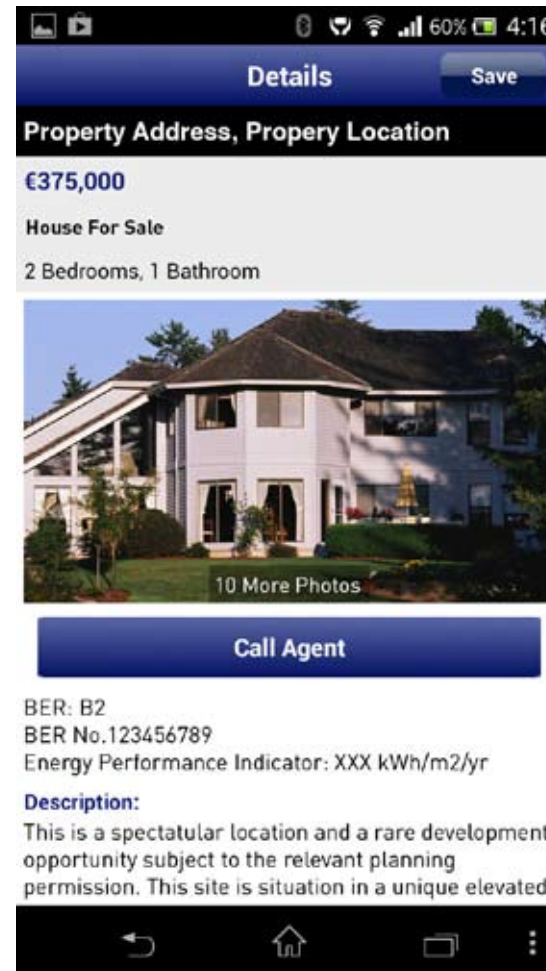 60% 4:16
Details
Save
Property Address, Propery Location
€375,000
House For Sale
2 Bedrooms, 1 Bathroom
10 More Photos
Call Agent
BER: B2
BER No.123456789
Energy Performance Indicator: XXX kWh/m2/yr
Description:
This is a spectatular location and a rare development
opportunity subject to the relevant planning
permission. This site is situation in a unique elevated